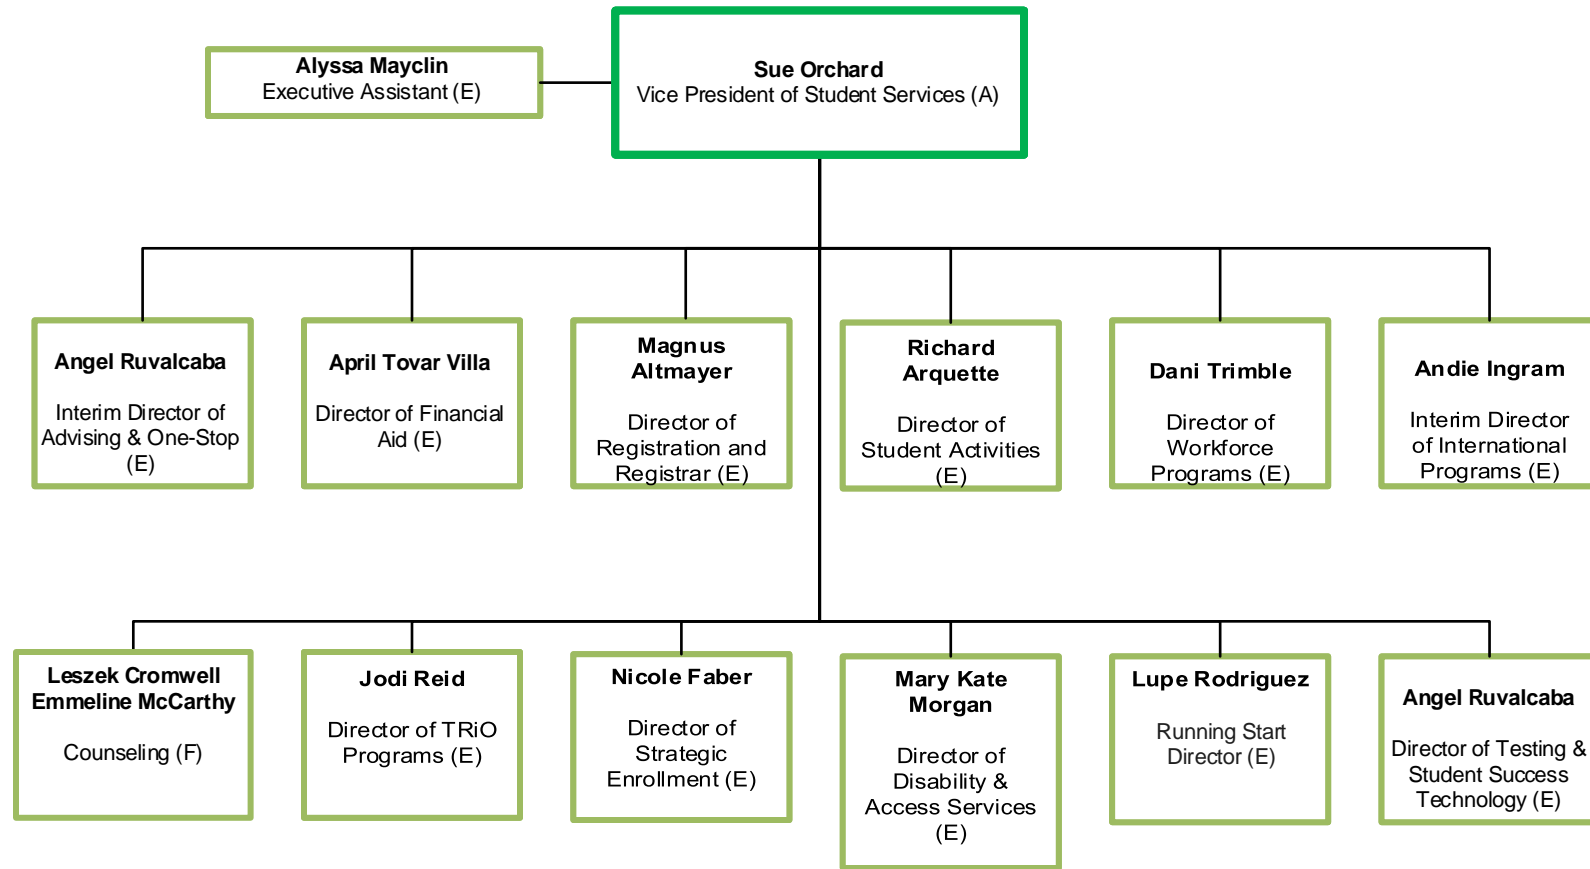 Alyssa Mayclin
Executive Assistant (E)
Sue Orchard
Vice President of Student Services (A)
Angel Ruvalcaba
Interim Director of
Advising & One-Stop
(E)
April Tovar Villa
Director of Financial
Aid (E)
Magnus
Altmayer
Director of
Registration and
Registrar (E)
Richard
Arquette
Director of
Student Activities
(E)
Dani Trimble
Director of
Workforce
Programs (E)
Andie Ingram
Interim Director
of International
Programs (E)
Leszek Cromwell
Emmeline McCarthy
Counseling (F)
Jodi Reid
Director of TRiO
Programs (E)
Nicole Faber
Director of
Strategic
Enrollment (E)
Mary Kate
Morgan
Director of
Disability &
Access Services
(E)
Lupe Rodriguez
Running Start
Director (E)
Angel Ruvalcaba
Director of Testing &
Student Success
Technology (E)